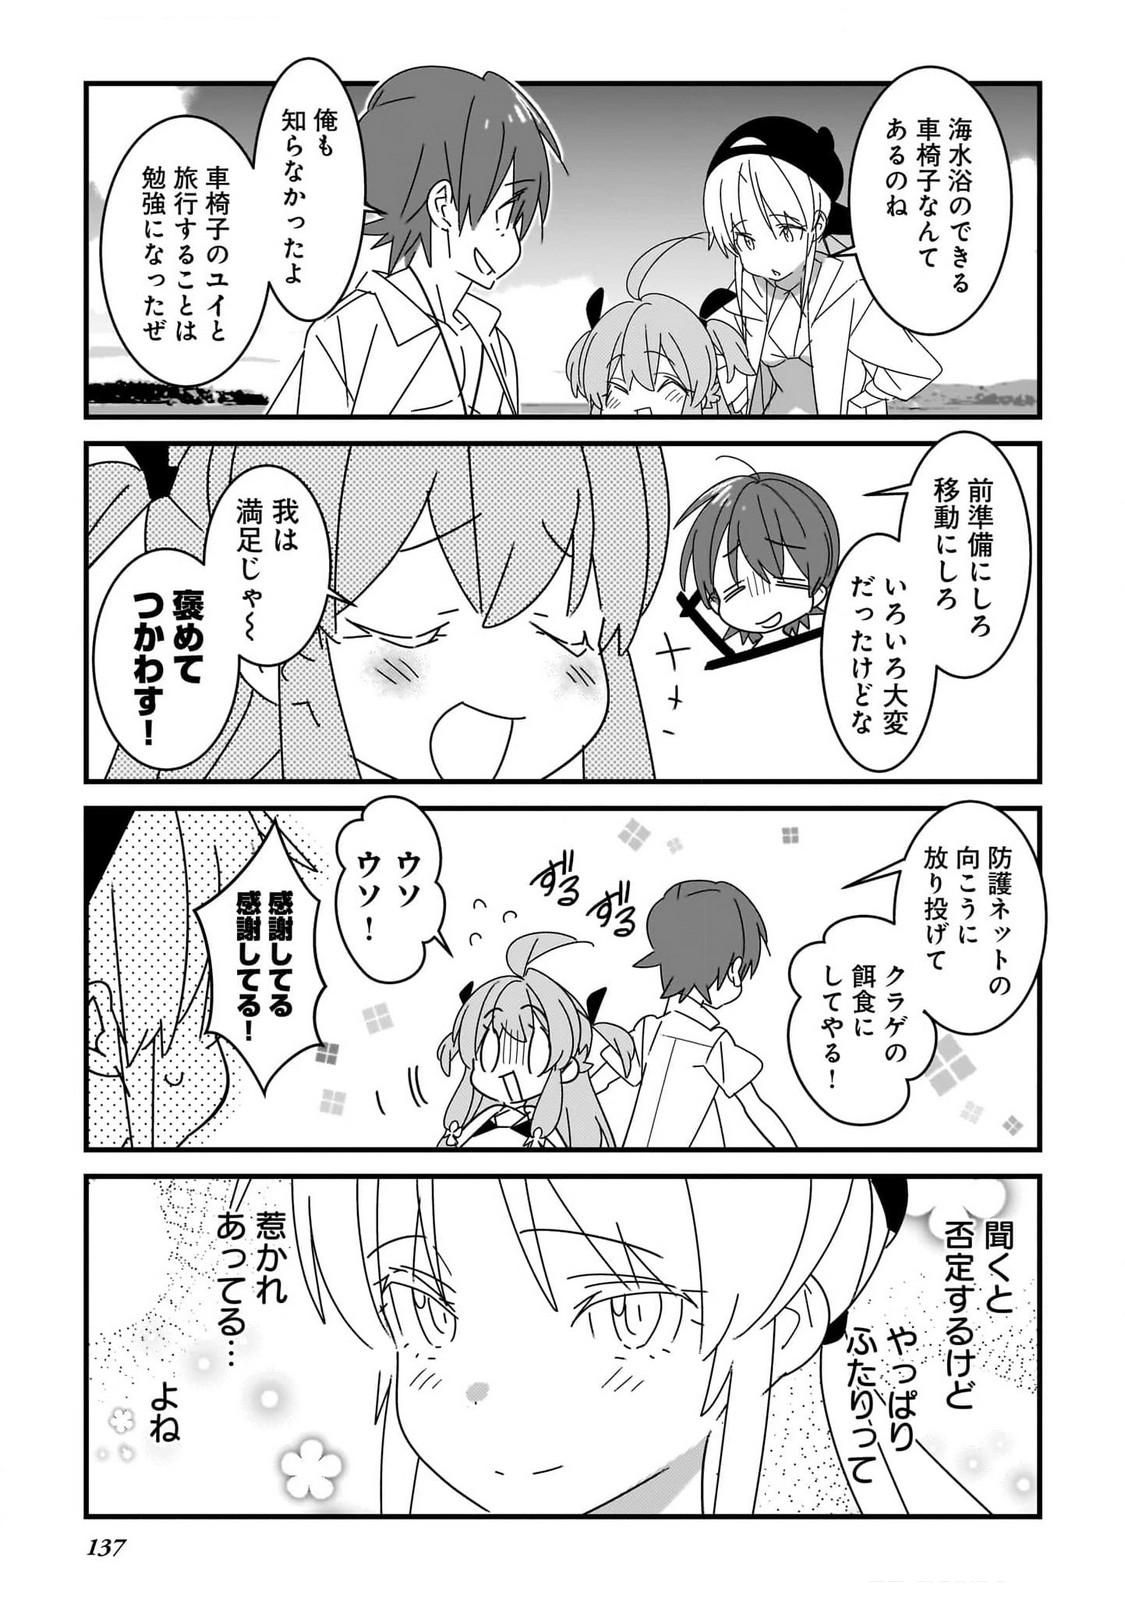 海水浴のできる
車椅子なんて
あるのね
俺も
知らなかったよ
車椅子のユイと
旅行することは
勉強になったぜ
前準備にしろ
移動にしろ
いろいろ大変
だったけどな
我は
満足じゃ〜
褒めて
つかわす！
防護ネットの
向こうに
放り投げて
クラゲの
餌食に
してやる！
ずる
ずる
ウソ
ウソ！
感謝してる
感謝してる！
聞くと
否定するけど
やっぱり
ふたりって
惹かれ
あってる…
よね
137